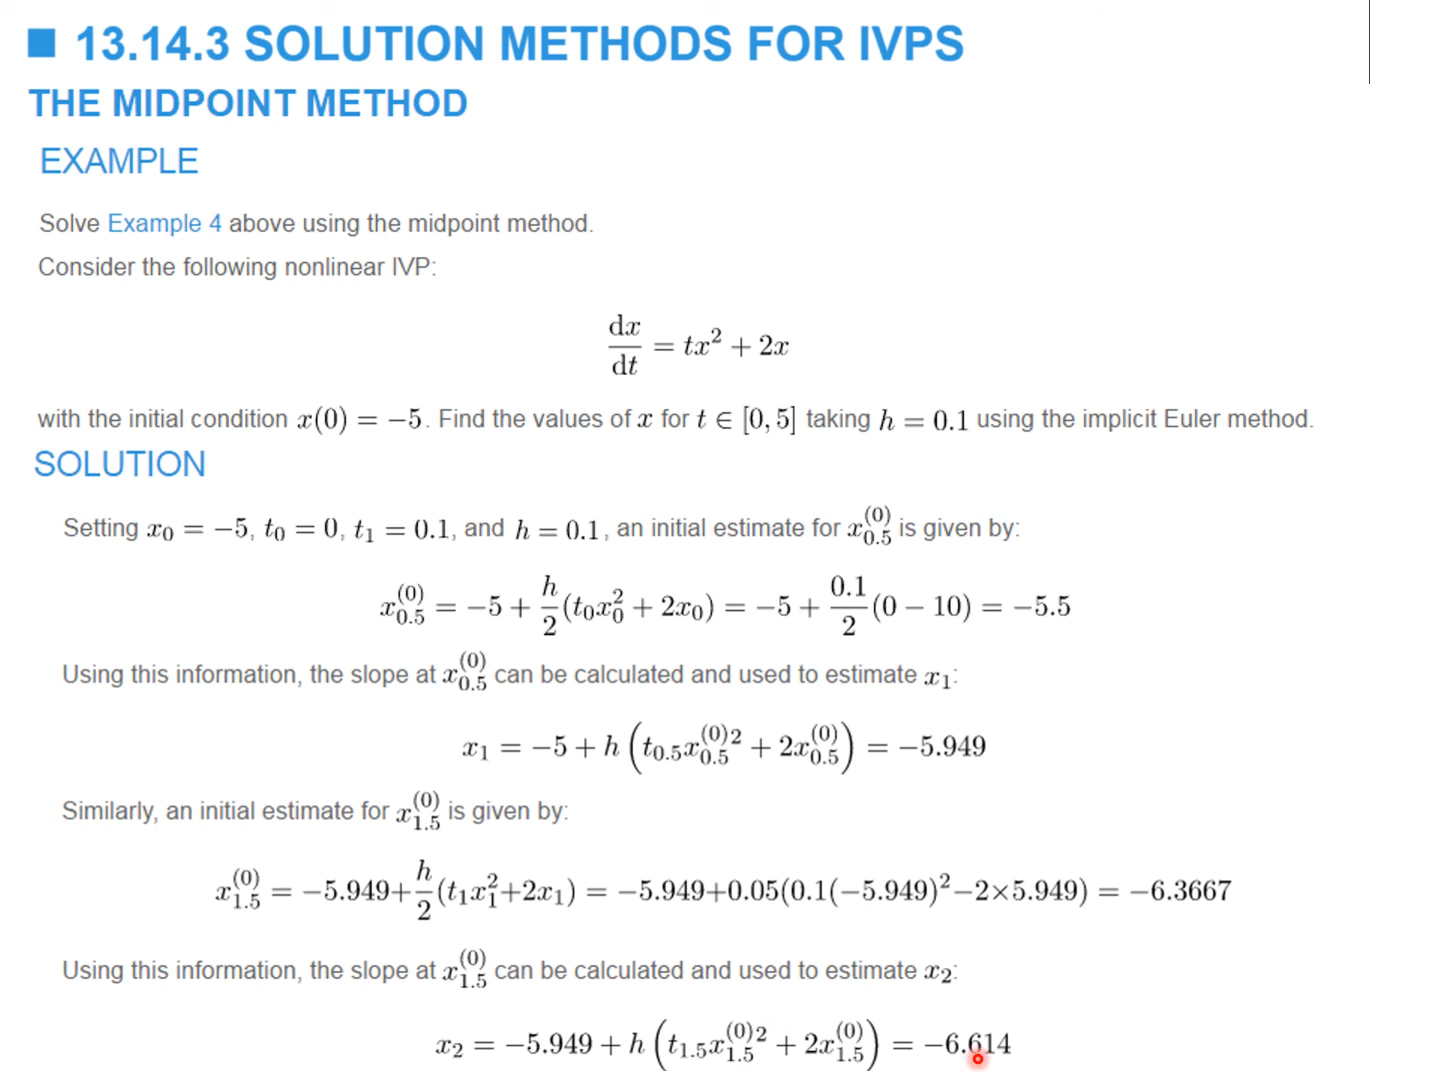 ■ 13.14.3 SOLUTION METHODS FOR IVPS
THE MIDPOINT METHOD
EXAMPLE
Solve Example 4 above using the midpoint method.
Consider the following nonlinear IVP:
\frac{dx}{dt} = tx^2 + 2x
with the initial condition x(0) = −5. Find the values of x for t ∈ [0, 5] taking h = 0.1 using the implicit Euler method.
SOLUTION
Setting x_0 = −5, t_0 = 0, t_1 = 0.1, and h = 0.1, an initial estimate for x_{0.5}^{(0)} is given by:
x_{0.5}^{(0)} = −5 + \frac{h}{2}(t_0x_0^2 + 2x_0) = −5 + \frac{0.1}{2}(0 − 10) = −5.5
Using this information, the slope at x_{0.5}^{(0)} can be calculated and used to estimate x_1:
x_1 = −5 + h (t_{0.5}x_{0.5}^{(0)2} + 2x_{0.5}^{(0)}) = −5.949
Similarly, an initial estimate for x_{1.5}^{(0)} is given by:
x_{1.5}^{(0)} = −5.949+\frac{h}{2}(t_1x_1^2+2x_1) = −5.949+0.05(0.1(−5.949)^2−2×5.949) = −6.3667
Using this information, the slope at x_{1.5}^{(0)} can be calculated and used to estimate x_2:
x_2 = −5.949 + h (t_{1.5}x_{1.5}^{(0)2} + 2x_{1.5}^{(0)}) = −6.614